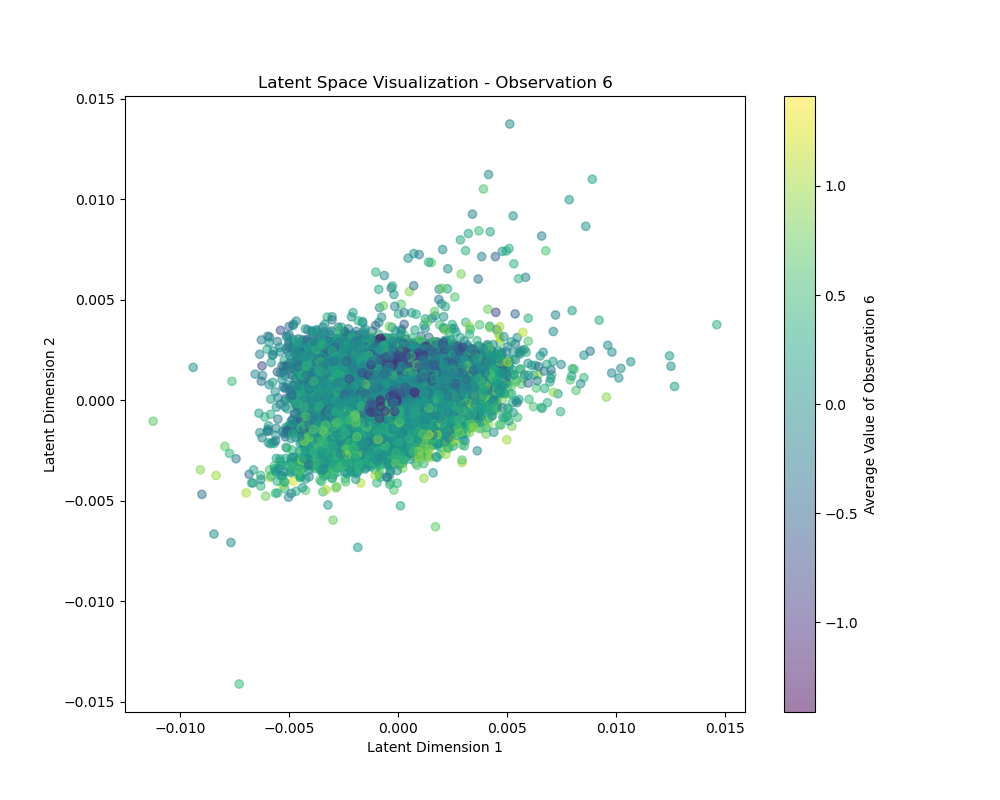 Latent Space Visualization - Observation 6
0.015
0.010
0.005
0.000
−0.005
−0.010
−0.015
Latent Dimension 2
−0.010 −0.005 0.000 0.005 0.010 0.015
Latent Dimension 1
1.0
0.5
0.0
−0.5
−1.0
Average Value of Observation 6